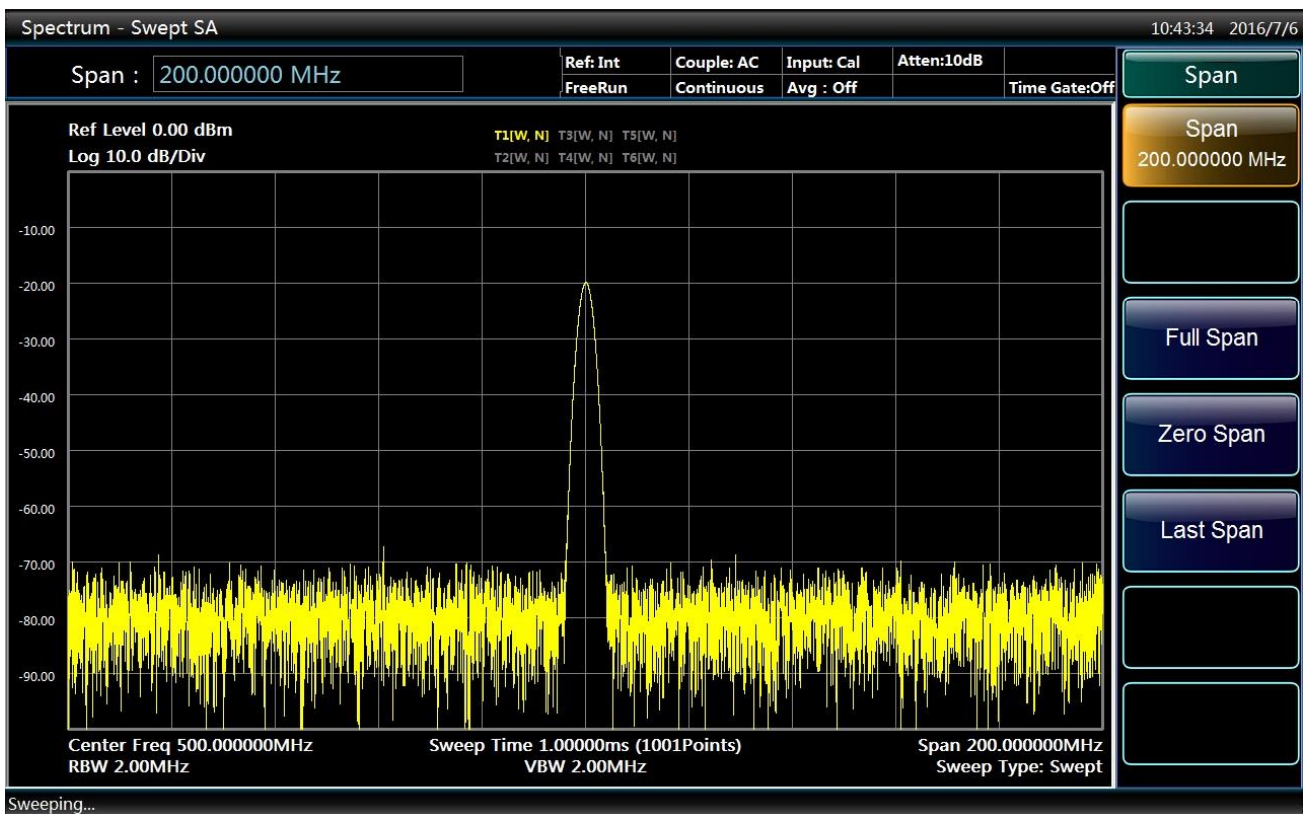 Spectrum - Swept SA
10:43:34 2016/7/6
Span : 200.000000 MHz
Ref: Int Couple: AC Input: Cal Atten:10dB
FreeRun Continuous Avg : Off Time Gate:Off
Span
Span
200.000000 MHz
Full Span
Zero Span
Last Span
Ref Level 0.00 dBm
Log 10.0 dB/Div
T1[W, N] T3[W, N] T5[W, N]
T2[W, N] T4[W, N] T6[W, N]
-10.00
-20.00
-30.00
-40.00
-50.00
-60.00
-70.00
-80.00
-90.00
Center Freq 500.000000MHz Sweep Time 1.00000ms (1001Points) Span 200.000000MHz
RBW 2.00MHz VBW 2.00MHz Sweep Type: Swept
Sweeping...